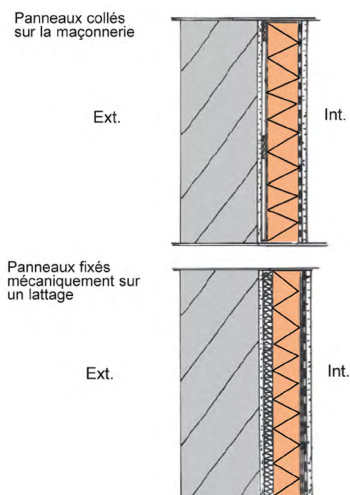 Panneaux collés
sur la maçonnerie
Ext.
Int.
Panneaux fixés
mécaniquement sur
un lattage
Ext.
Int.